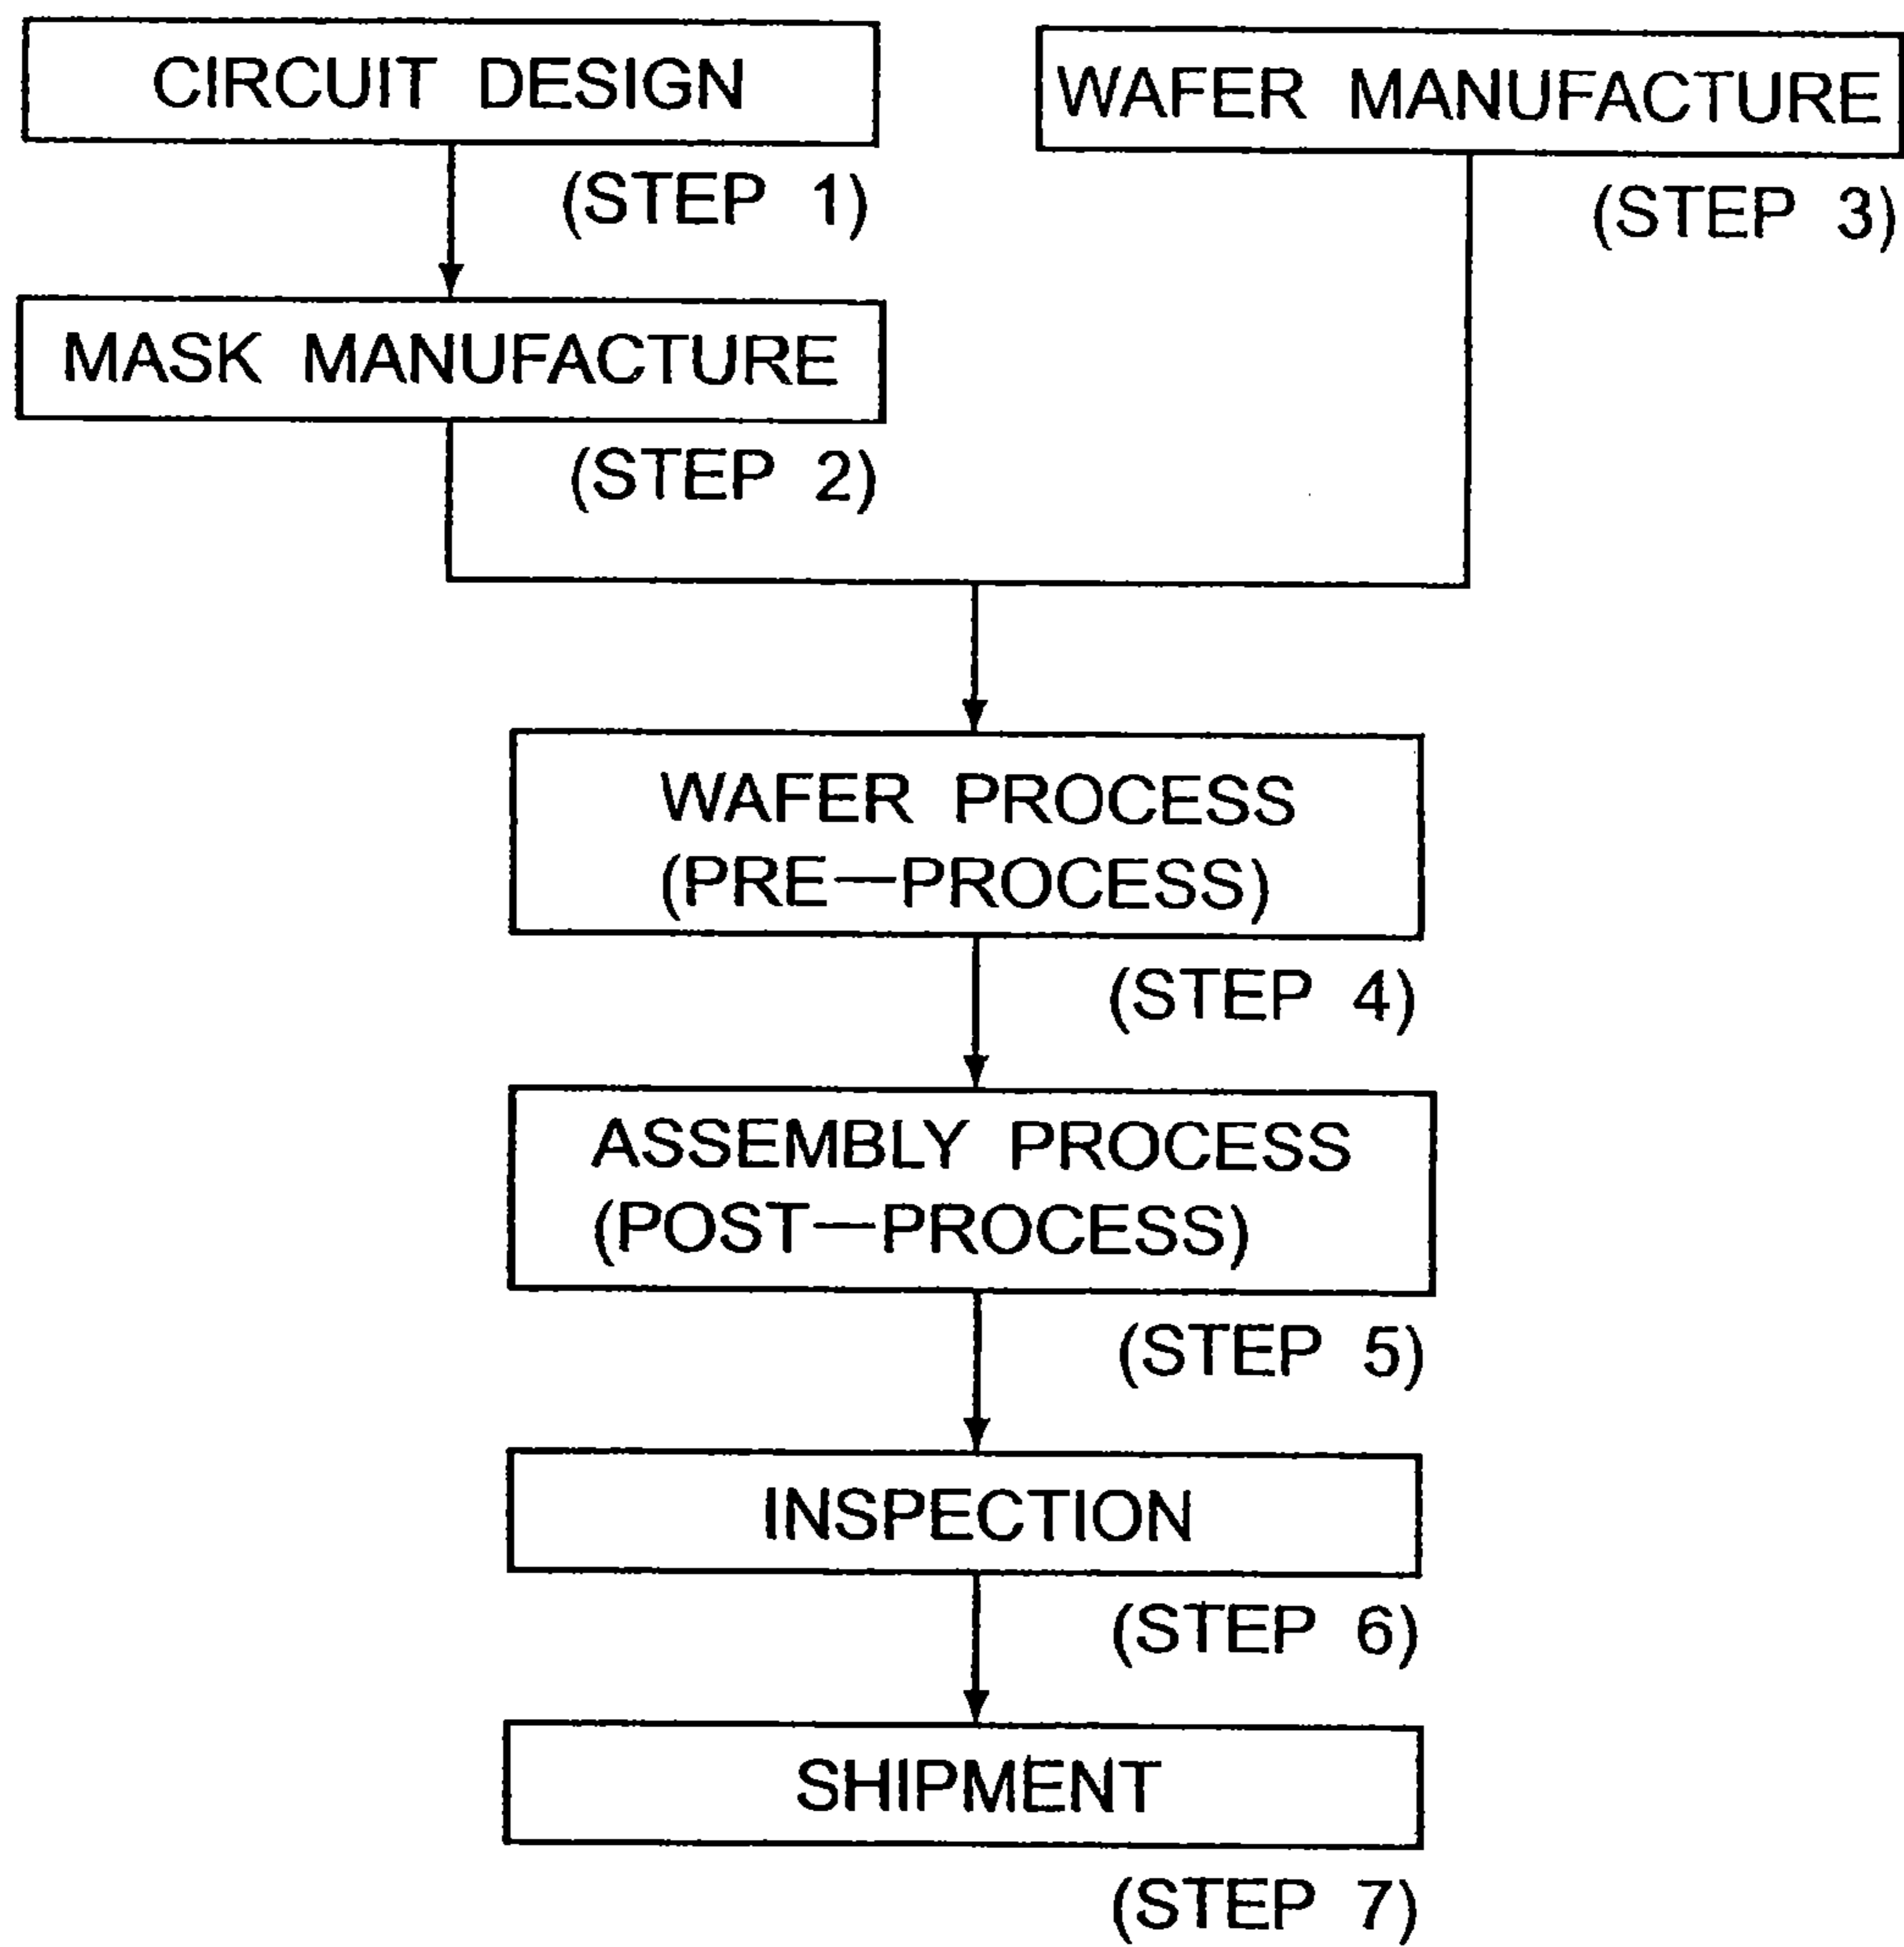 CIRCUIT DESIGN
(STEP 1)
WAFER MANUFACTURE
(STEP 3)
MASK MANUFACTURE
(STEP 2)
WAFER PROCESS
(PRE—PROCESS)
(STEP 4)
ASSEMBLY PROCESS
(POST—PROCESS)
(STEP 5)
INSPECTION
(STEP 6)
SHIPMENT
(STEP 7)